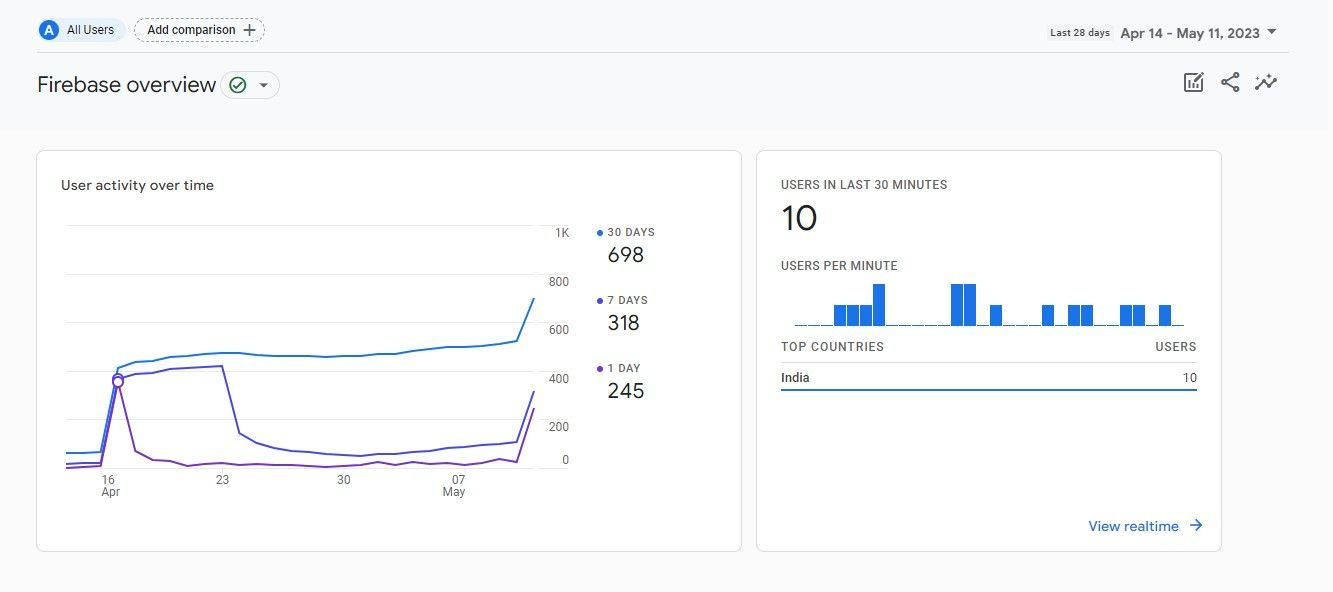 A All Users Add comparison +
Last 28 days Apr 14 - May 11, 2023
Firebase overview
User activity over time
1K
800
600
400
200
0
16
Apr
23
30
07
May
30 DAYS
698
7 DAYS
318
1 DAY
245
USERS IN LAST 30 MINUTES
10
USERS PER MINUTE
TOP COUNTRIES USERS
India 10
View realtime